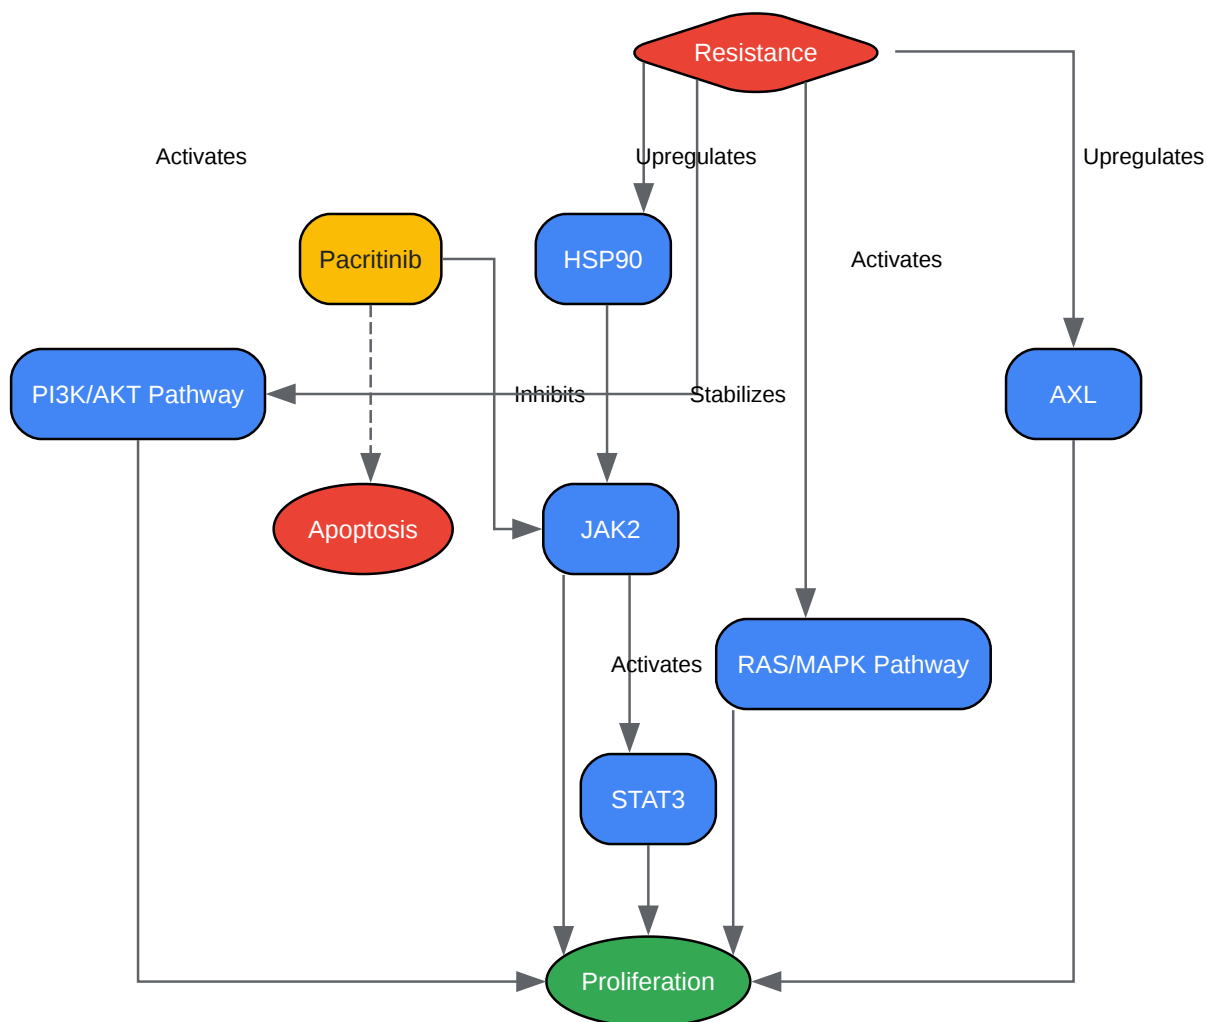 Resistance
Activates
Upregulates
Upregulates
Pacritinib
HSP90
Activates
PI3K/AKT Pathway
Inhibits
Stabilizes
AXL
Apoptosis
JAK2
Activates
RAS/MAPK Pathway
STAT3
Proliferation